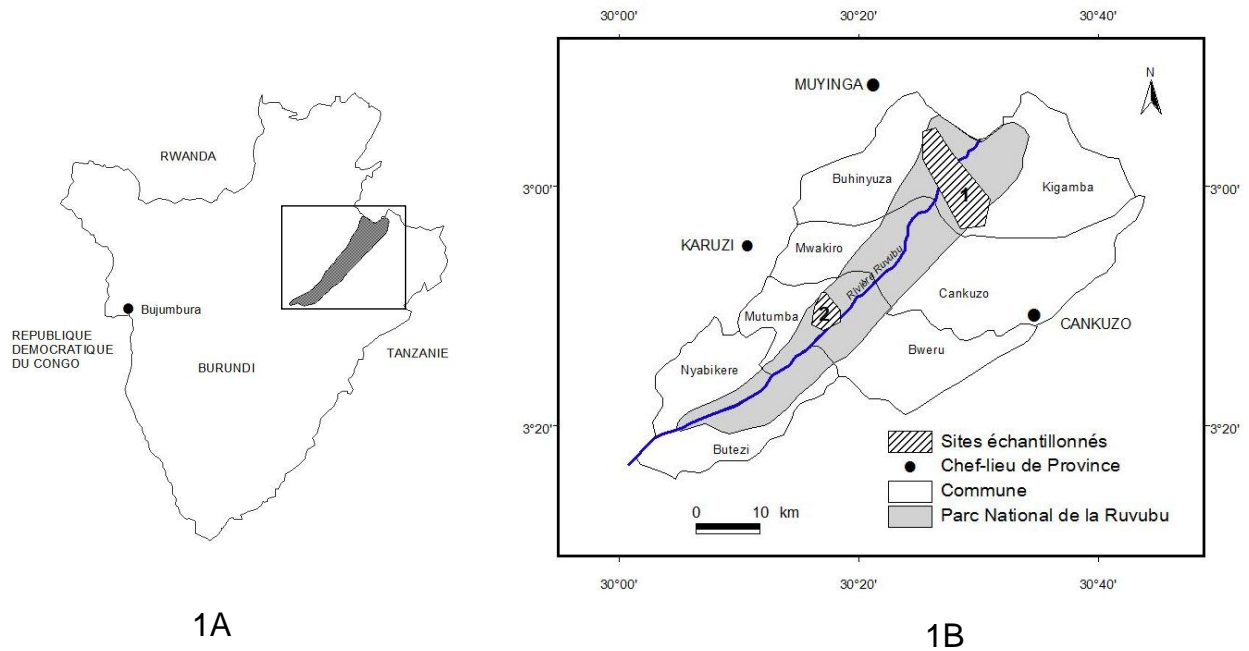 RWANDA
Bujumbura
REPUBLIQUE
DEMOCRATIQUE
DU CONGO
BURUNDI
TANZANIE
1A
30°00'
30°20'
30°40'
MUYINGA
N
3°00'
3°00'
Buhinyuza
Kigamba
1
KARUZI
Mwakiro
Rivière Ruvubu
Cankuzo
Mutumba
2
CANKUZO
Bweru
Nyabikere
3°20'
3°20'
Butezi
Sites échantillonnés
Chef-lieu de Province
Commune
Parc National de la Ruvubu
0 10 km
30°00'
30°20'
30°40'
1B